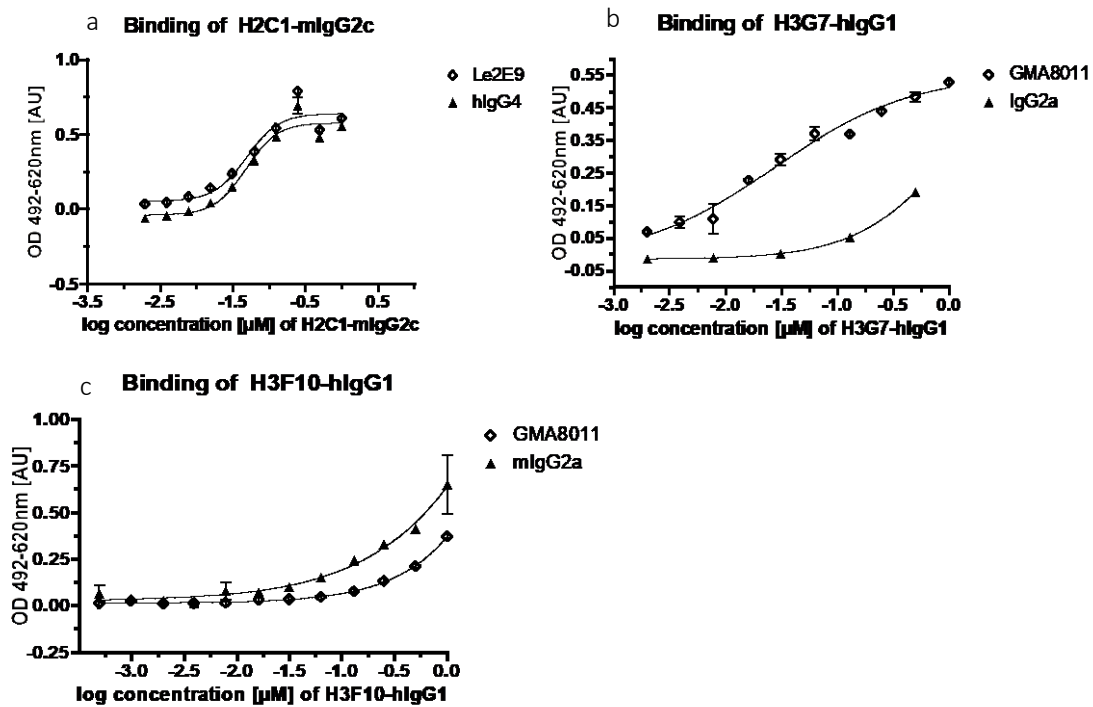 a
Binding of H2C1-mIgG2c
1.0
0.5
0.0
-0.5
OD 492-620nm [AU]
-3.5
-2.5
-1.5
-0.5
0.5
log concentration [µM] of H2C1-mIgG2c
Le2E9
hIgG4
b
Binding of H3G7-hIgG1
0.55
0.45
0.35
0.25
0.15
0.05
-0.05
OD 492-620nm [AU]
-3.0
-2.5
-2.0
-1.5
-1.0
-0.5
0.0
log concentration [µM] of H3G7-hIgG1
GMA8011
IgG2a
c
Binding of H3F10-hIgG1
1.00
0.75
0.50
0.25
0.00
-0.25
OD 492-620nm [AU]
-3.0
-2.5
-2.0
-1.5
-1.0
-0.5
0.0
log concentration [µM] of H3F10-hIgG1
GMA8011
mIgG2a